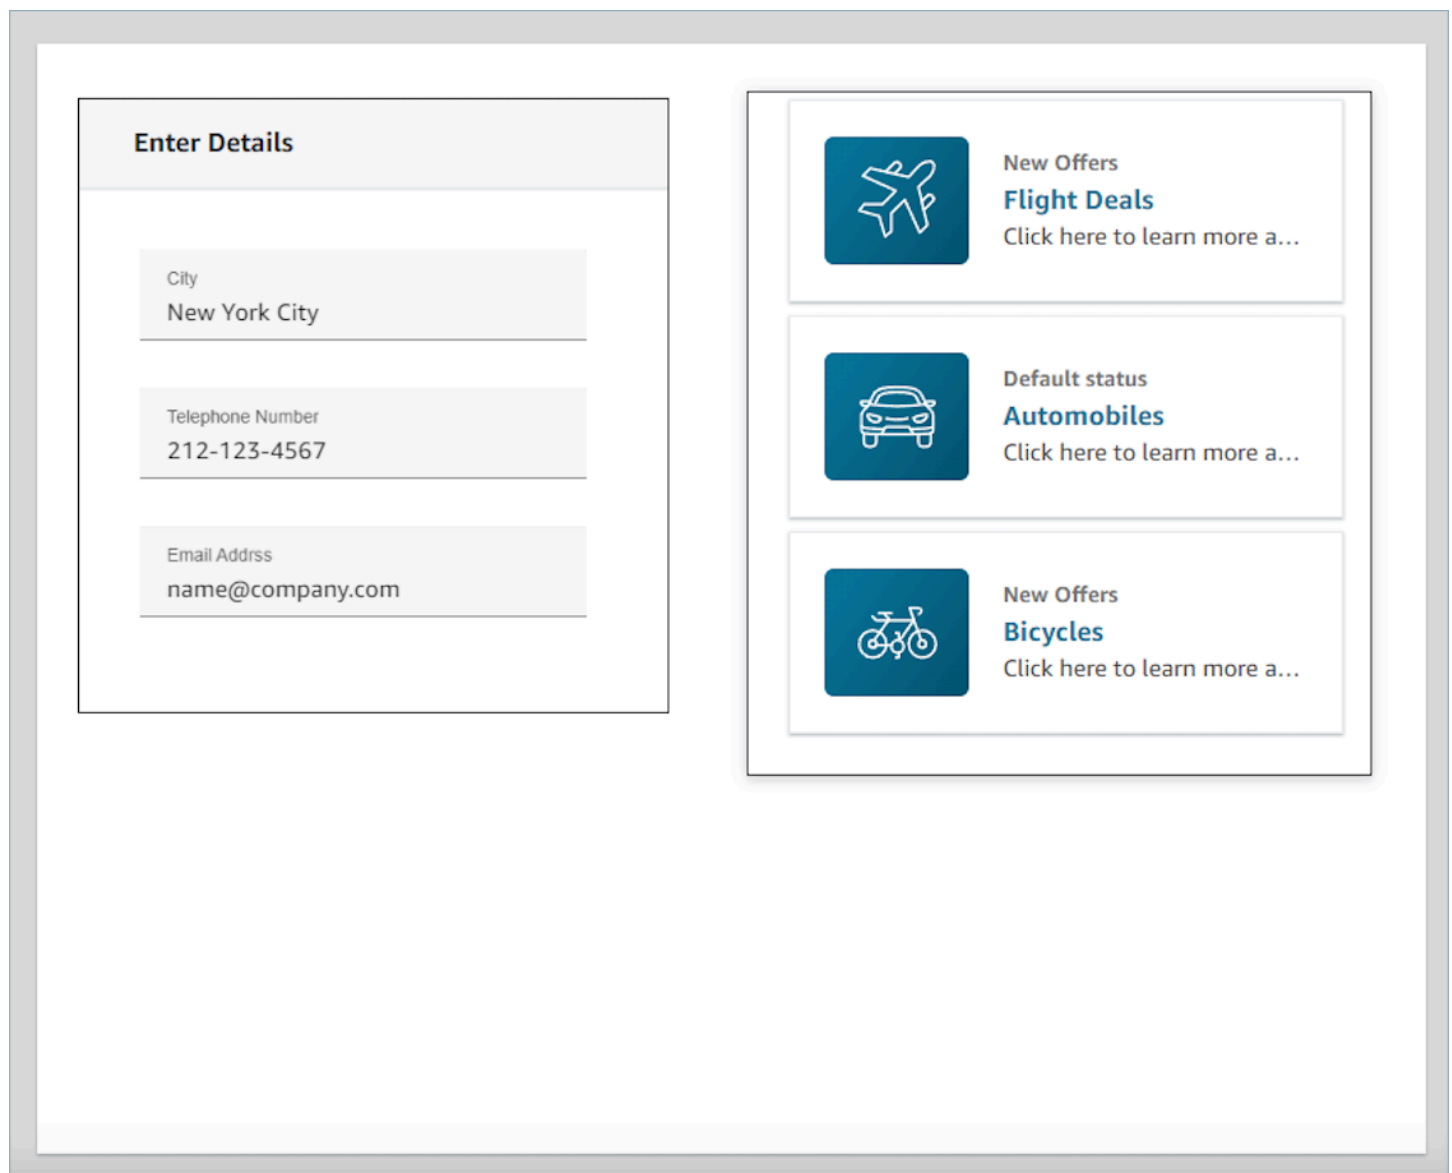 Enter Details
City
New York City
Telephone Number
212-123-4567
Email Addrss
name@company.com
New Offers
Flight Deals
Click here to learn more a...
Default status
Automobiles
Click here to learn more a...
New Offers
Bicycles
Click here to learn more a...